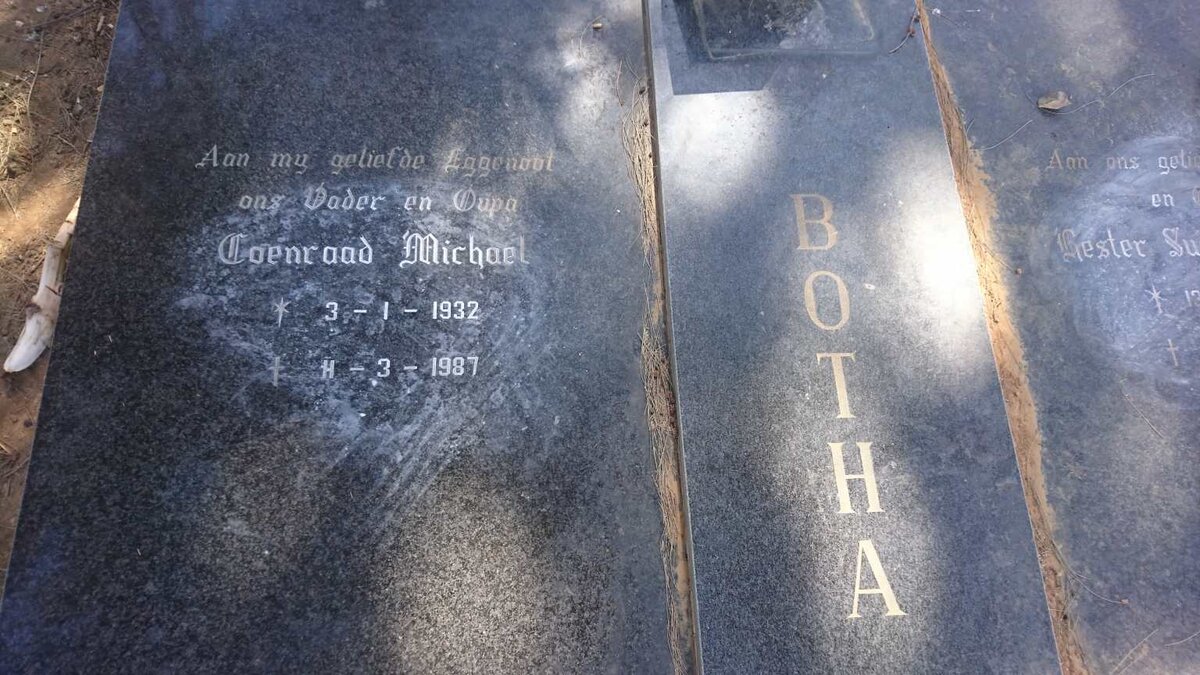 Aan my geliefde Eggenoot
ons Vader en Oupa
Coenraad Michael
* 3 - 1 - 1932
† - 3 - 1987
BOTHA
Aan ons
en
Hester
*
†